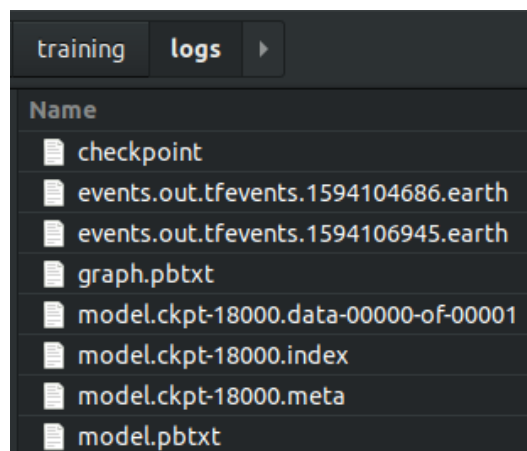 training logs
Name
checkpoint
events.out.tfevents.1594104686.earth
events.out.tfevents.1594106945.earth
graph.pbtxt
model.ckpt-18000.data-00000-of-00001
model.ckpt-18000.index
model.ckpt-18000.meta
model.pbtxt